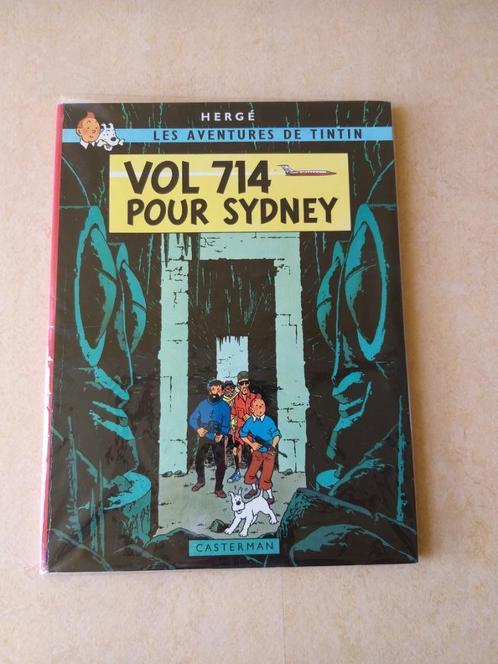 HERGÉ
LES AVENTURES DE TINTIN
VOL 714
POUR SYDNEY
CASTERMAN